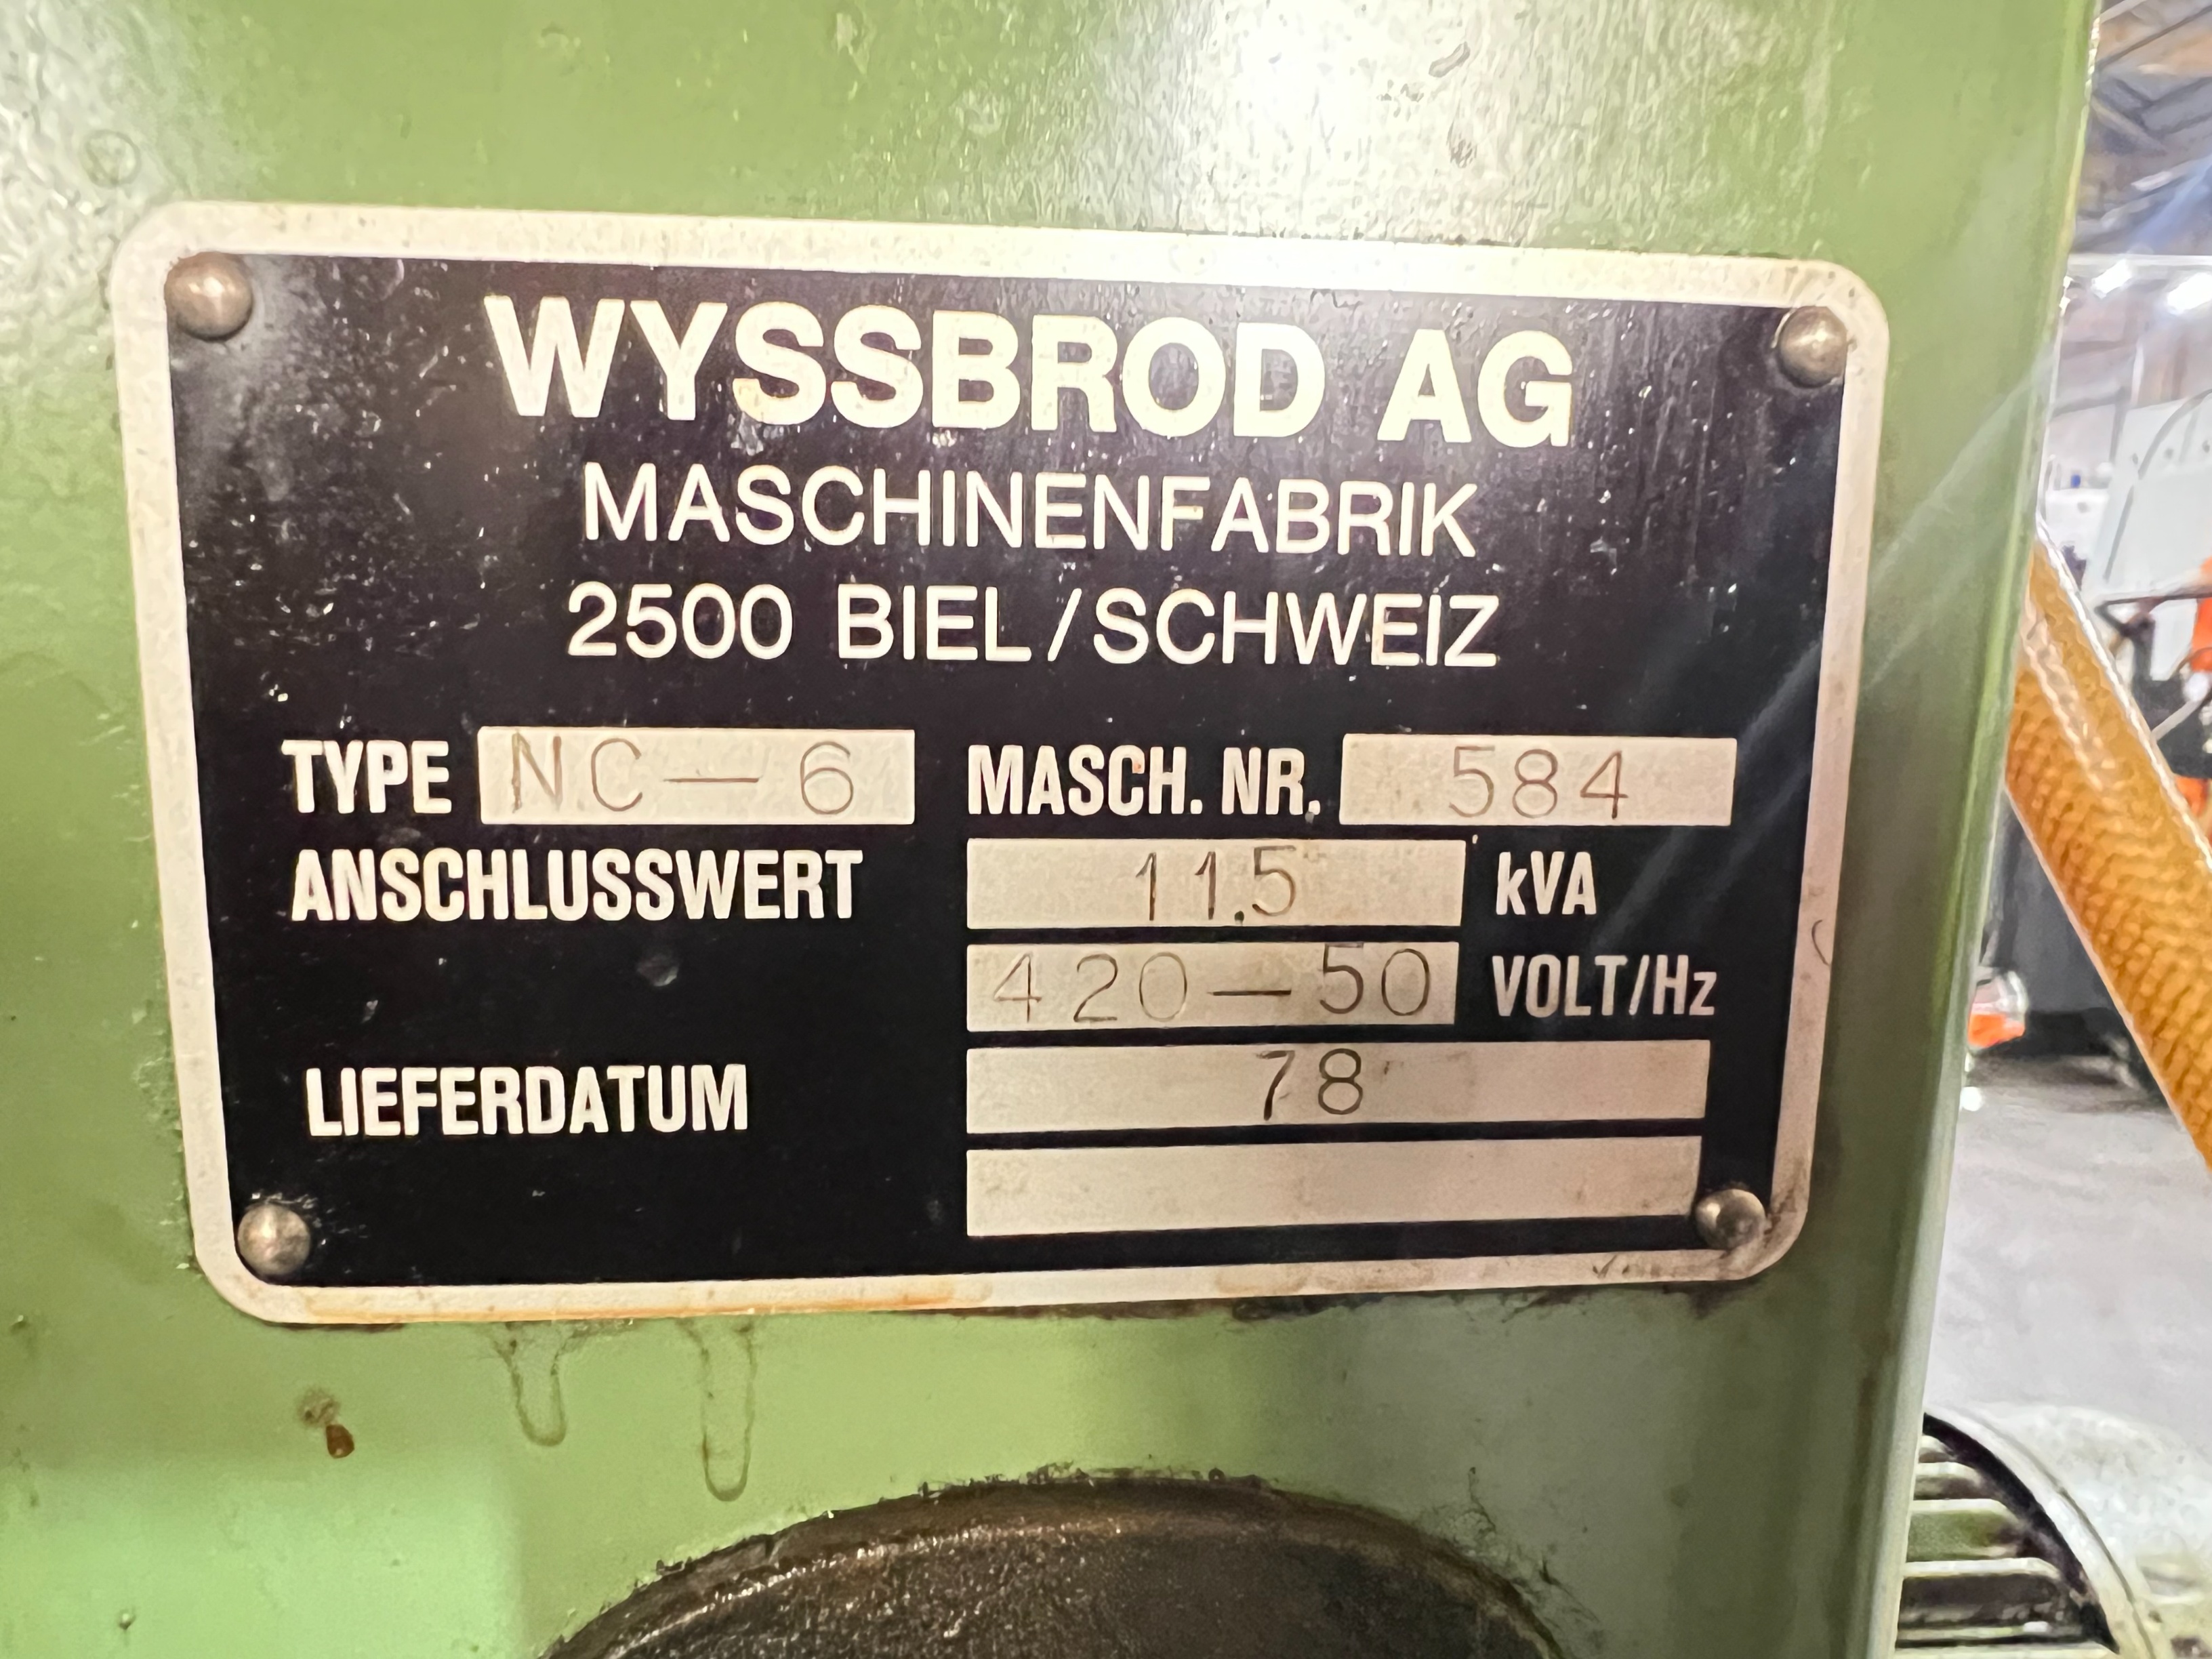 WYSSBROD AG
MASCHINENFABRIK
2500 BIEL/SCHWEIZ
TYPE NC-6 MASCH. NR. 584
ANSCHLUSSWERT 11.5 kVA
420-50 VOLT/Hz
LIEFERDATUM 78